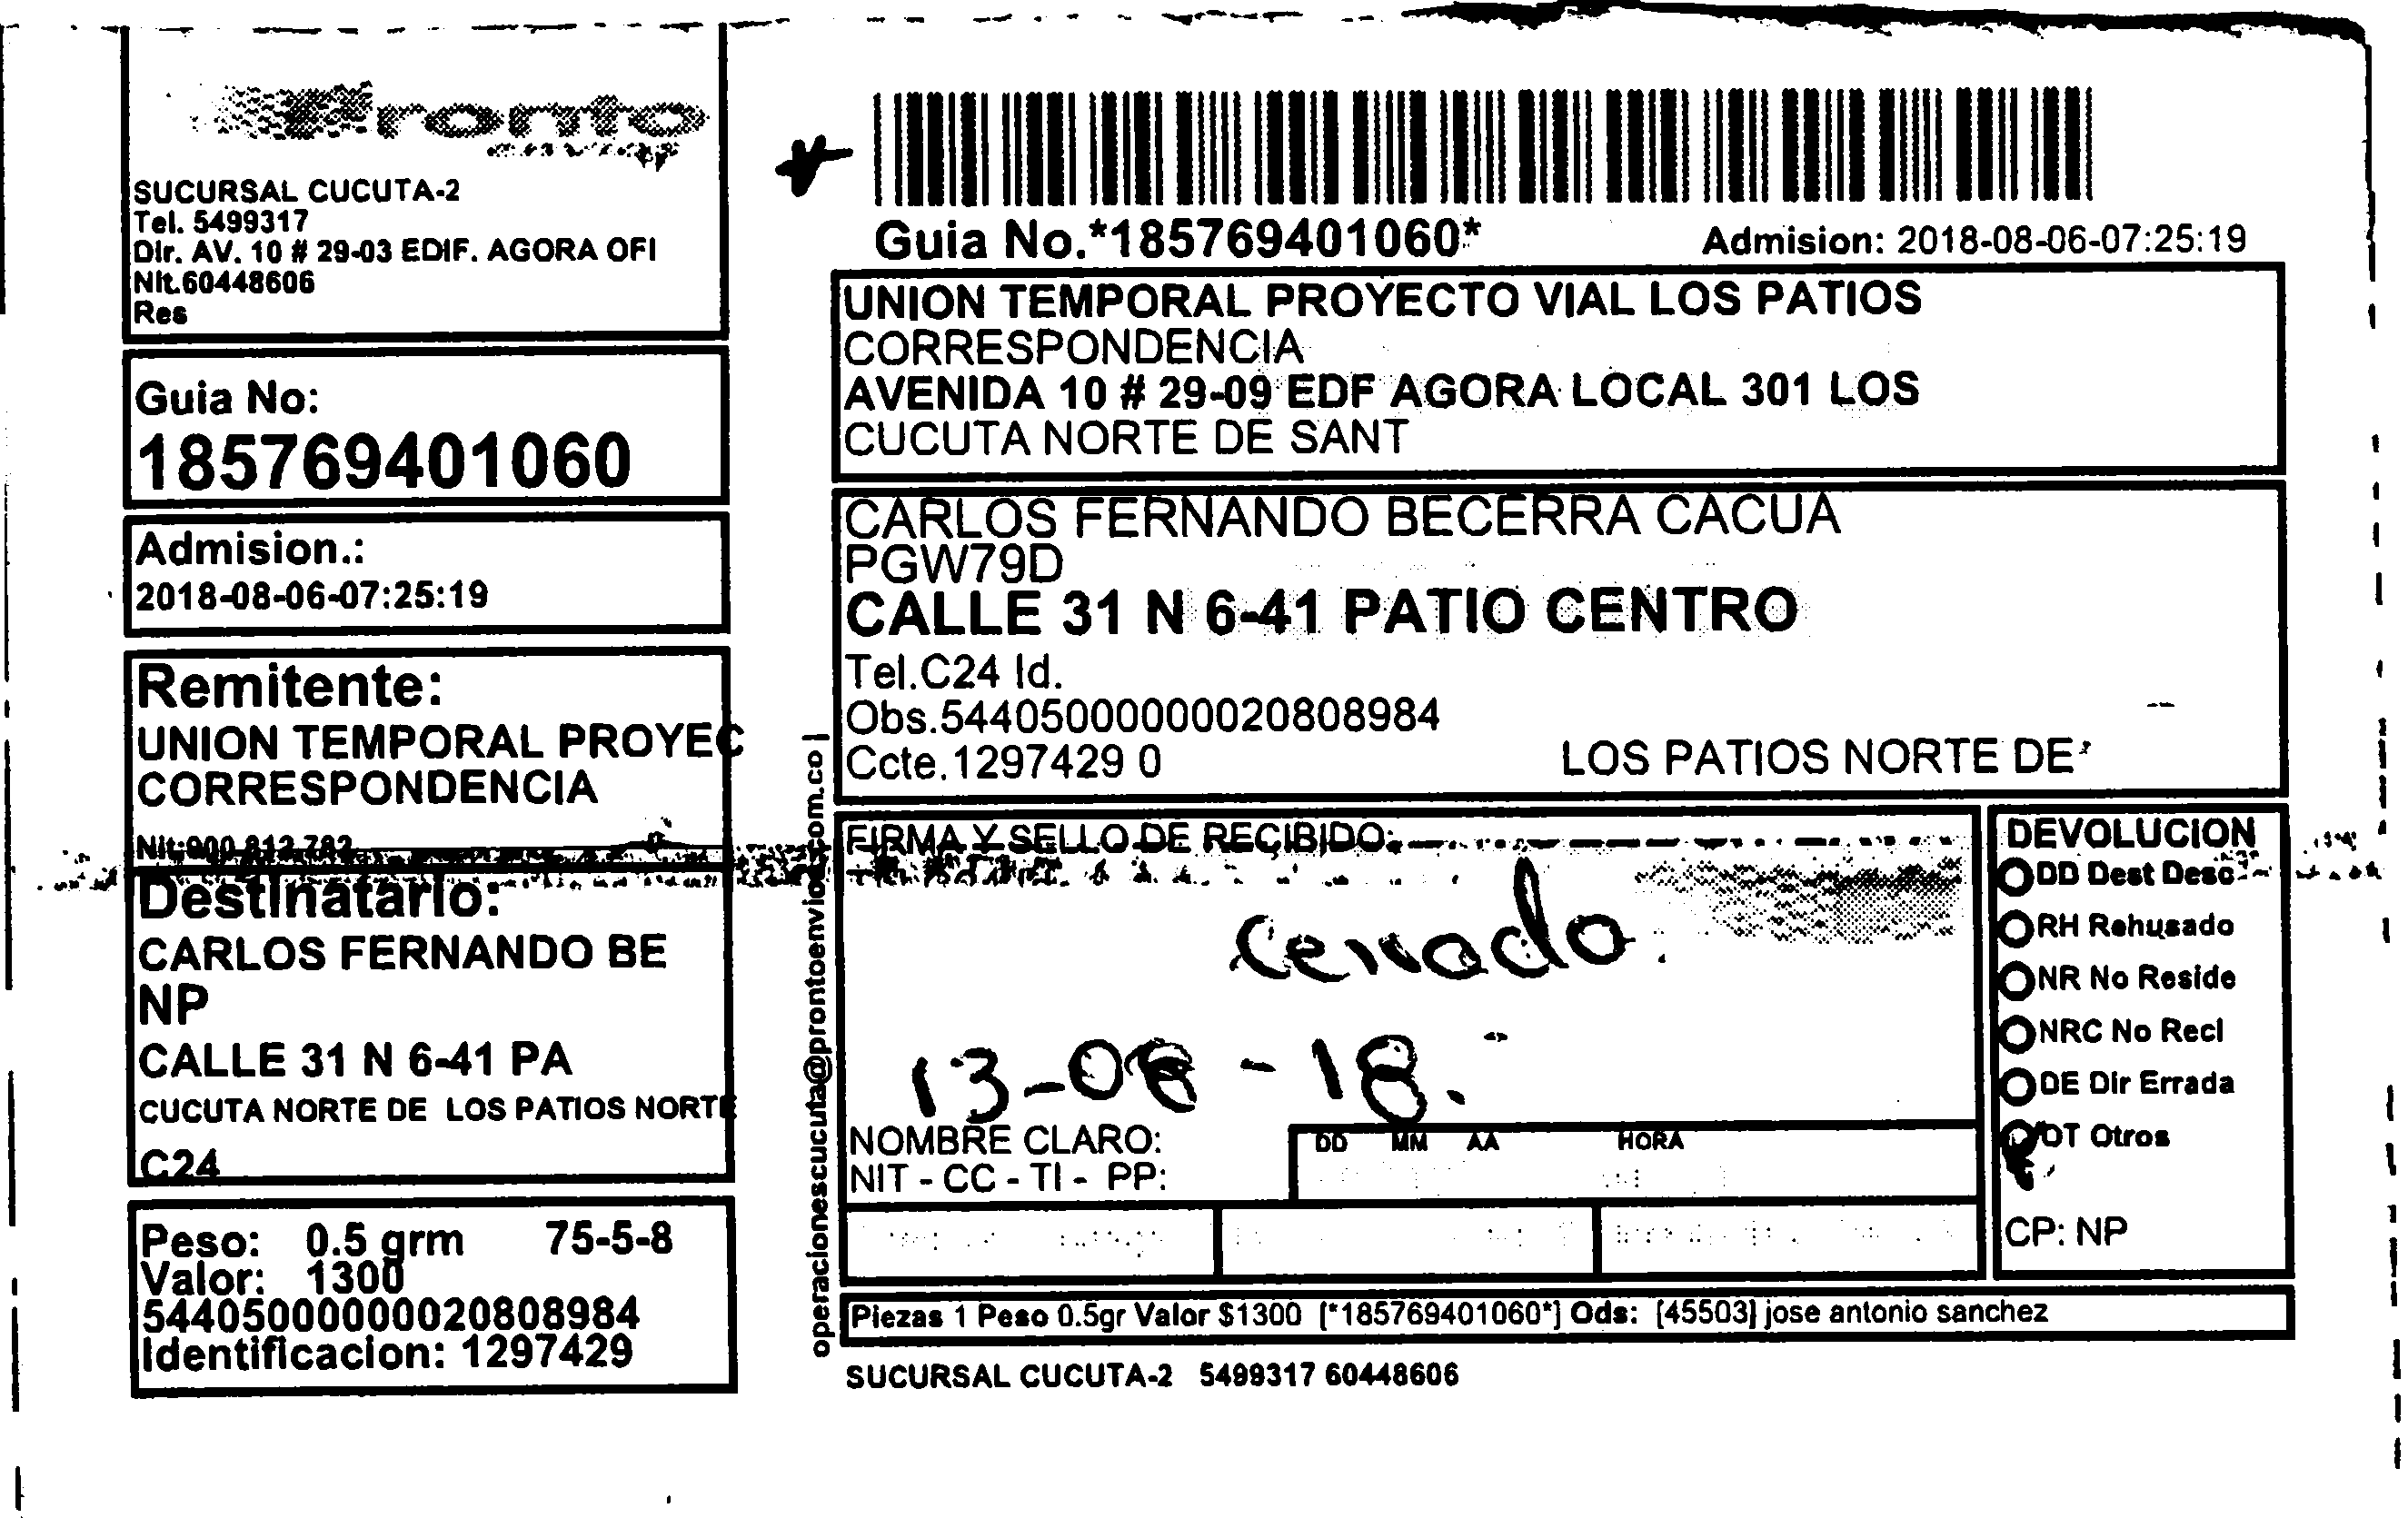 Pronto
envios
SUCURSAL CUCUTA-2
Tel. 5499317
Dir. AV. 10 # 29-03 EDIF. AGORA OFI
Nit.60448606
Res
Guia No:
185769401060
Admision.:
2018-08-06-07:25:19
Remitente:
UNION TEMPORAL PROYEC
CORRESPONDENCIA
Nit:900.812.782
Destinatario:
CARLOS FERNANDO BE
NP
CALLE 31 N 6-41 PA
CUCUTA NORTE DE LOS PATIOS NORTE
C24
Peso: 0.5 grm 75-5-8
Valor: 1300
544050000000020808984
Identificacion: 1297429
operacionescucuta@prontoenvios.com.co |
Guia No.*185769401060*
Admision: 2018-08-06-07:25:19
UNION TEMPORAL PROYECTO VIAL LOS PATIOS
CORRESPONDENCIA
AVENIDA 10 # 29-09 EDF AGORA LOCAL 301 LOS
CUCUTA NORTE DE SANT
CARLOS FERNANDO BECERRA CACUA
PGW79D
CALLE 31 N 6-41 PATIO CENTRO
Tel.C24 Id.
Obs.544050000000020808984
Ccte.1297429 0 LOS PATIOS NORTE DE
FIRMA Y SELLO DE RECIBIDO:
Cerrado
13-08-18.
NOMBRE CLARO:
NIT - CC - TI - PP:
DD MM AA HORA
DEVOLUCION
DD Dest Desc
RH Rehusado
NR No Reside
NRC No Recl
DE Dir Errada
OT Otros
CP: NP
Piezas 1 Peso 0.5gr Valor $1300 [*185769401060*] Ods: [45503] jose antonio sanchez
SUCURSAL CUCUTA-2 5499317 60448606